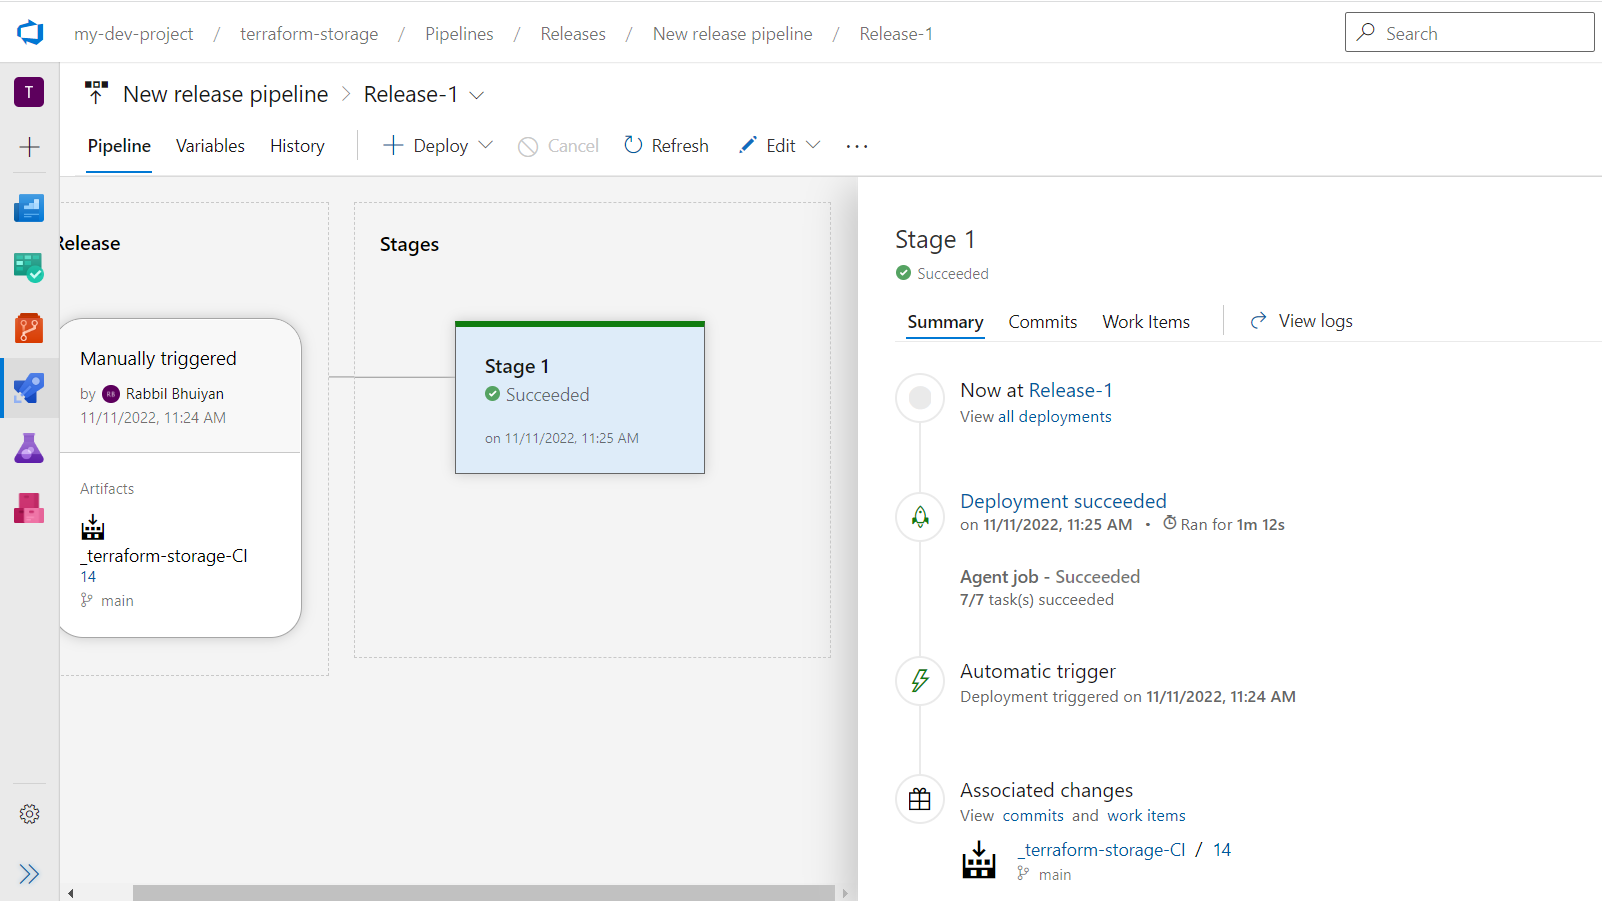 my-dev-project / terraform-storage / Pipelines / Releases / New release pipeline / Release-1
Search
T
New release pipeline > Release-1
Pipeline Variables History Deploy Cancel Refresh Edit ...
Release
Stages
Manually triggered
by RB Rabbil Bhuiyan
11/11/2022, 11:24 AM
Artifacts
_terraform-storage-CI
14
main
Stage 1
Succeeded
on 11/11/2022, 11:25 AM
Stage 1
Succeeded
Summary Commits Work Items View logs
Now at Release-1
View all deployments
Deployment succeeded
on 11/11/2022, 11:25 AM • Ran for 1m 12s
Agent job - Succeeded
7/7 task(s) succeeded
Automatic trigger
Deployment triggered on 11/11/2022, 11:24 AM
Associated changes
View commits and work items
_terraform-storage-CI / 14
main